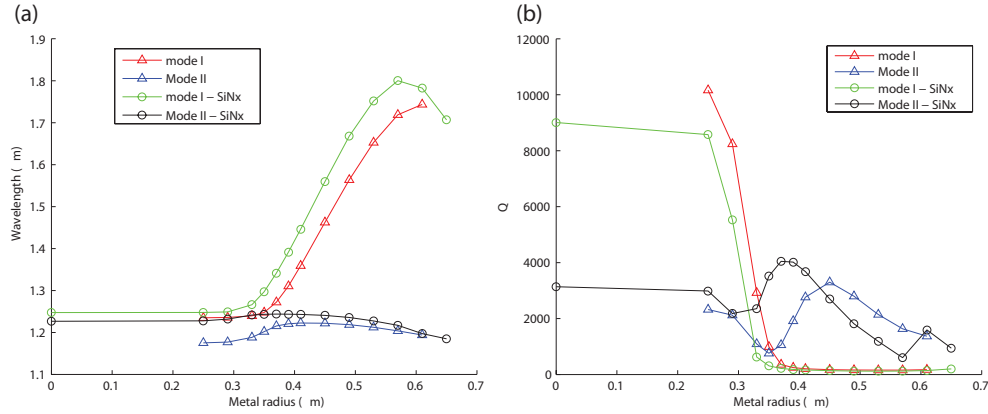 (a)
1.9
1.8
1.7
1.6
1.5
1.4
1.3
1.2
1.1
Wavelength ( m)
mode I
Mode II
mode I – SiNx
Mode II – SiNx
0
0.1
0.2
0.3
0.4
0.5
0.6
0.7
Metal radius ( m)
(b)
12000
10000
8000
6000
4000
2000
0
Q
mode I
Mode II
mode I – SiNx
Mode II – SiNx
0
0.1
0.2
0.3
0.4
0.5
0.6
0.7
Metal radius ( m)